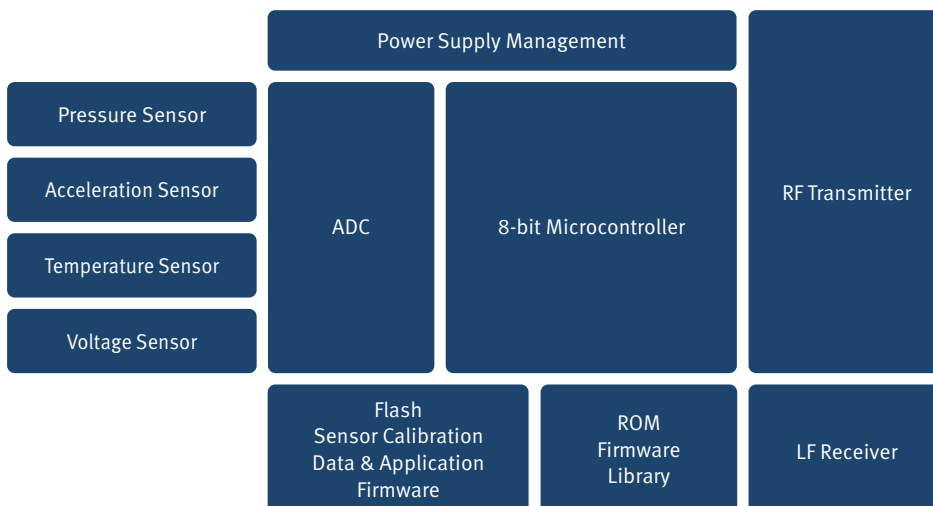 Power Supply Management
Pressure Sensor
Acceleration Sensor
Temperature Sensor
Voltage Sensor
ADC
8-bit Microcontroller
RF Transmitter
Flash
Sensor Calibration
Data & Application
Firmware
ROM
Firmware
Library
LF Receiver